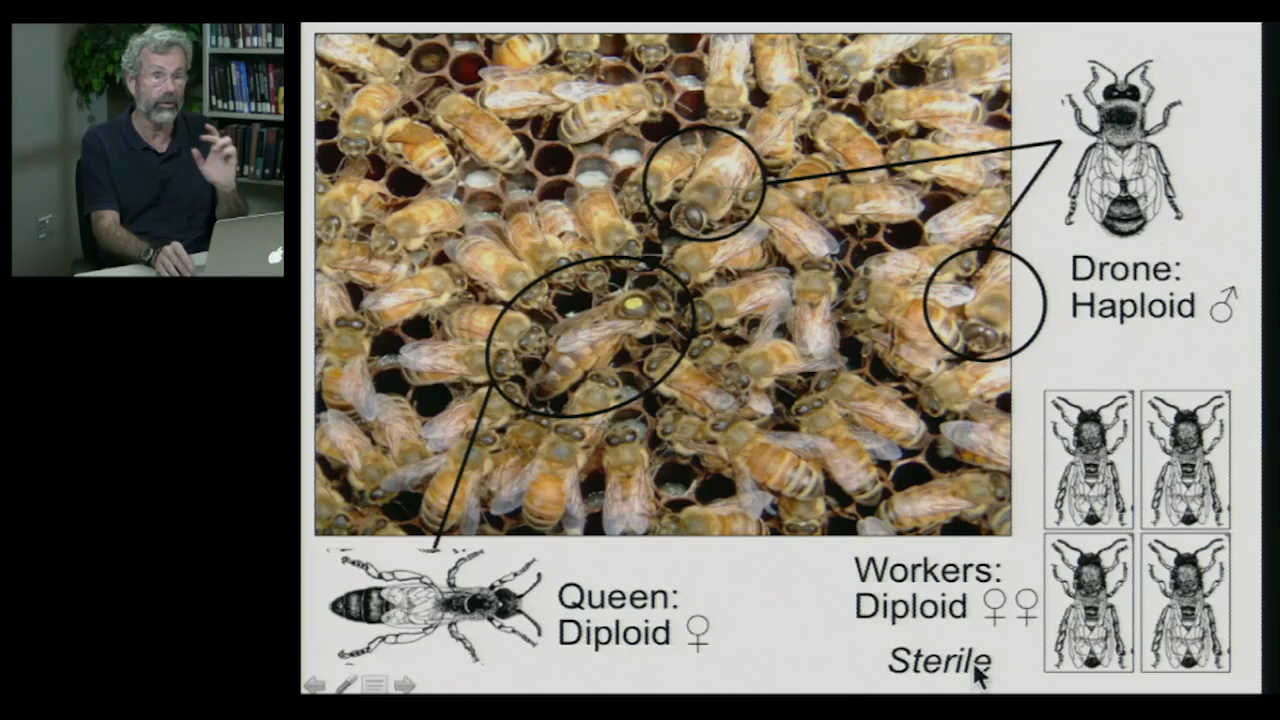 Drone:
Haploid ♂
Queen:
Diploid ♀
Workers:
Diploid ♀♀
Sterile